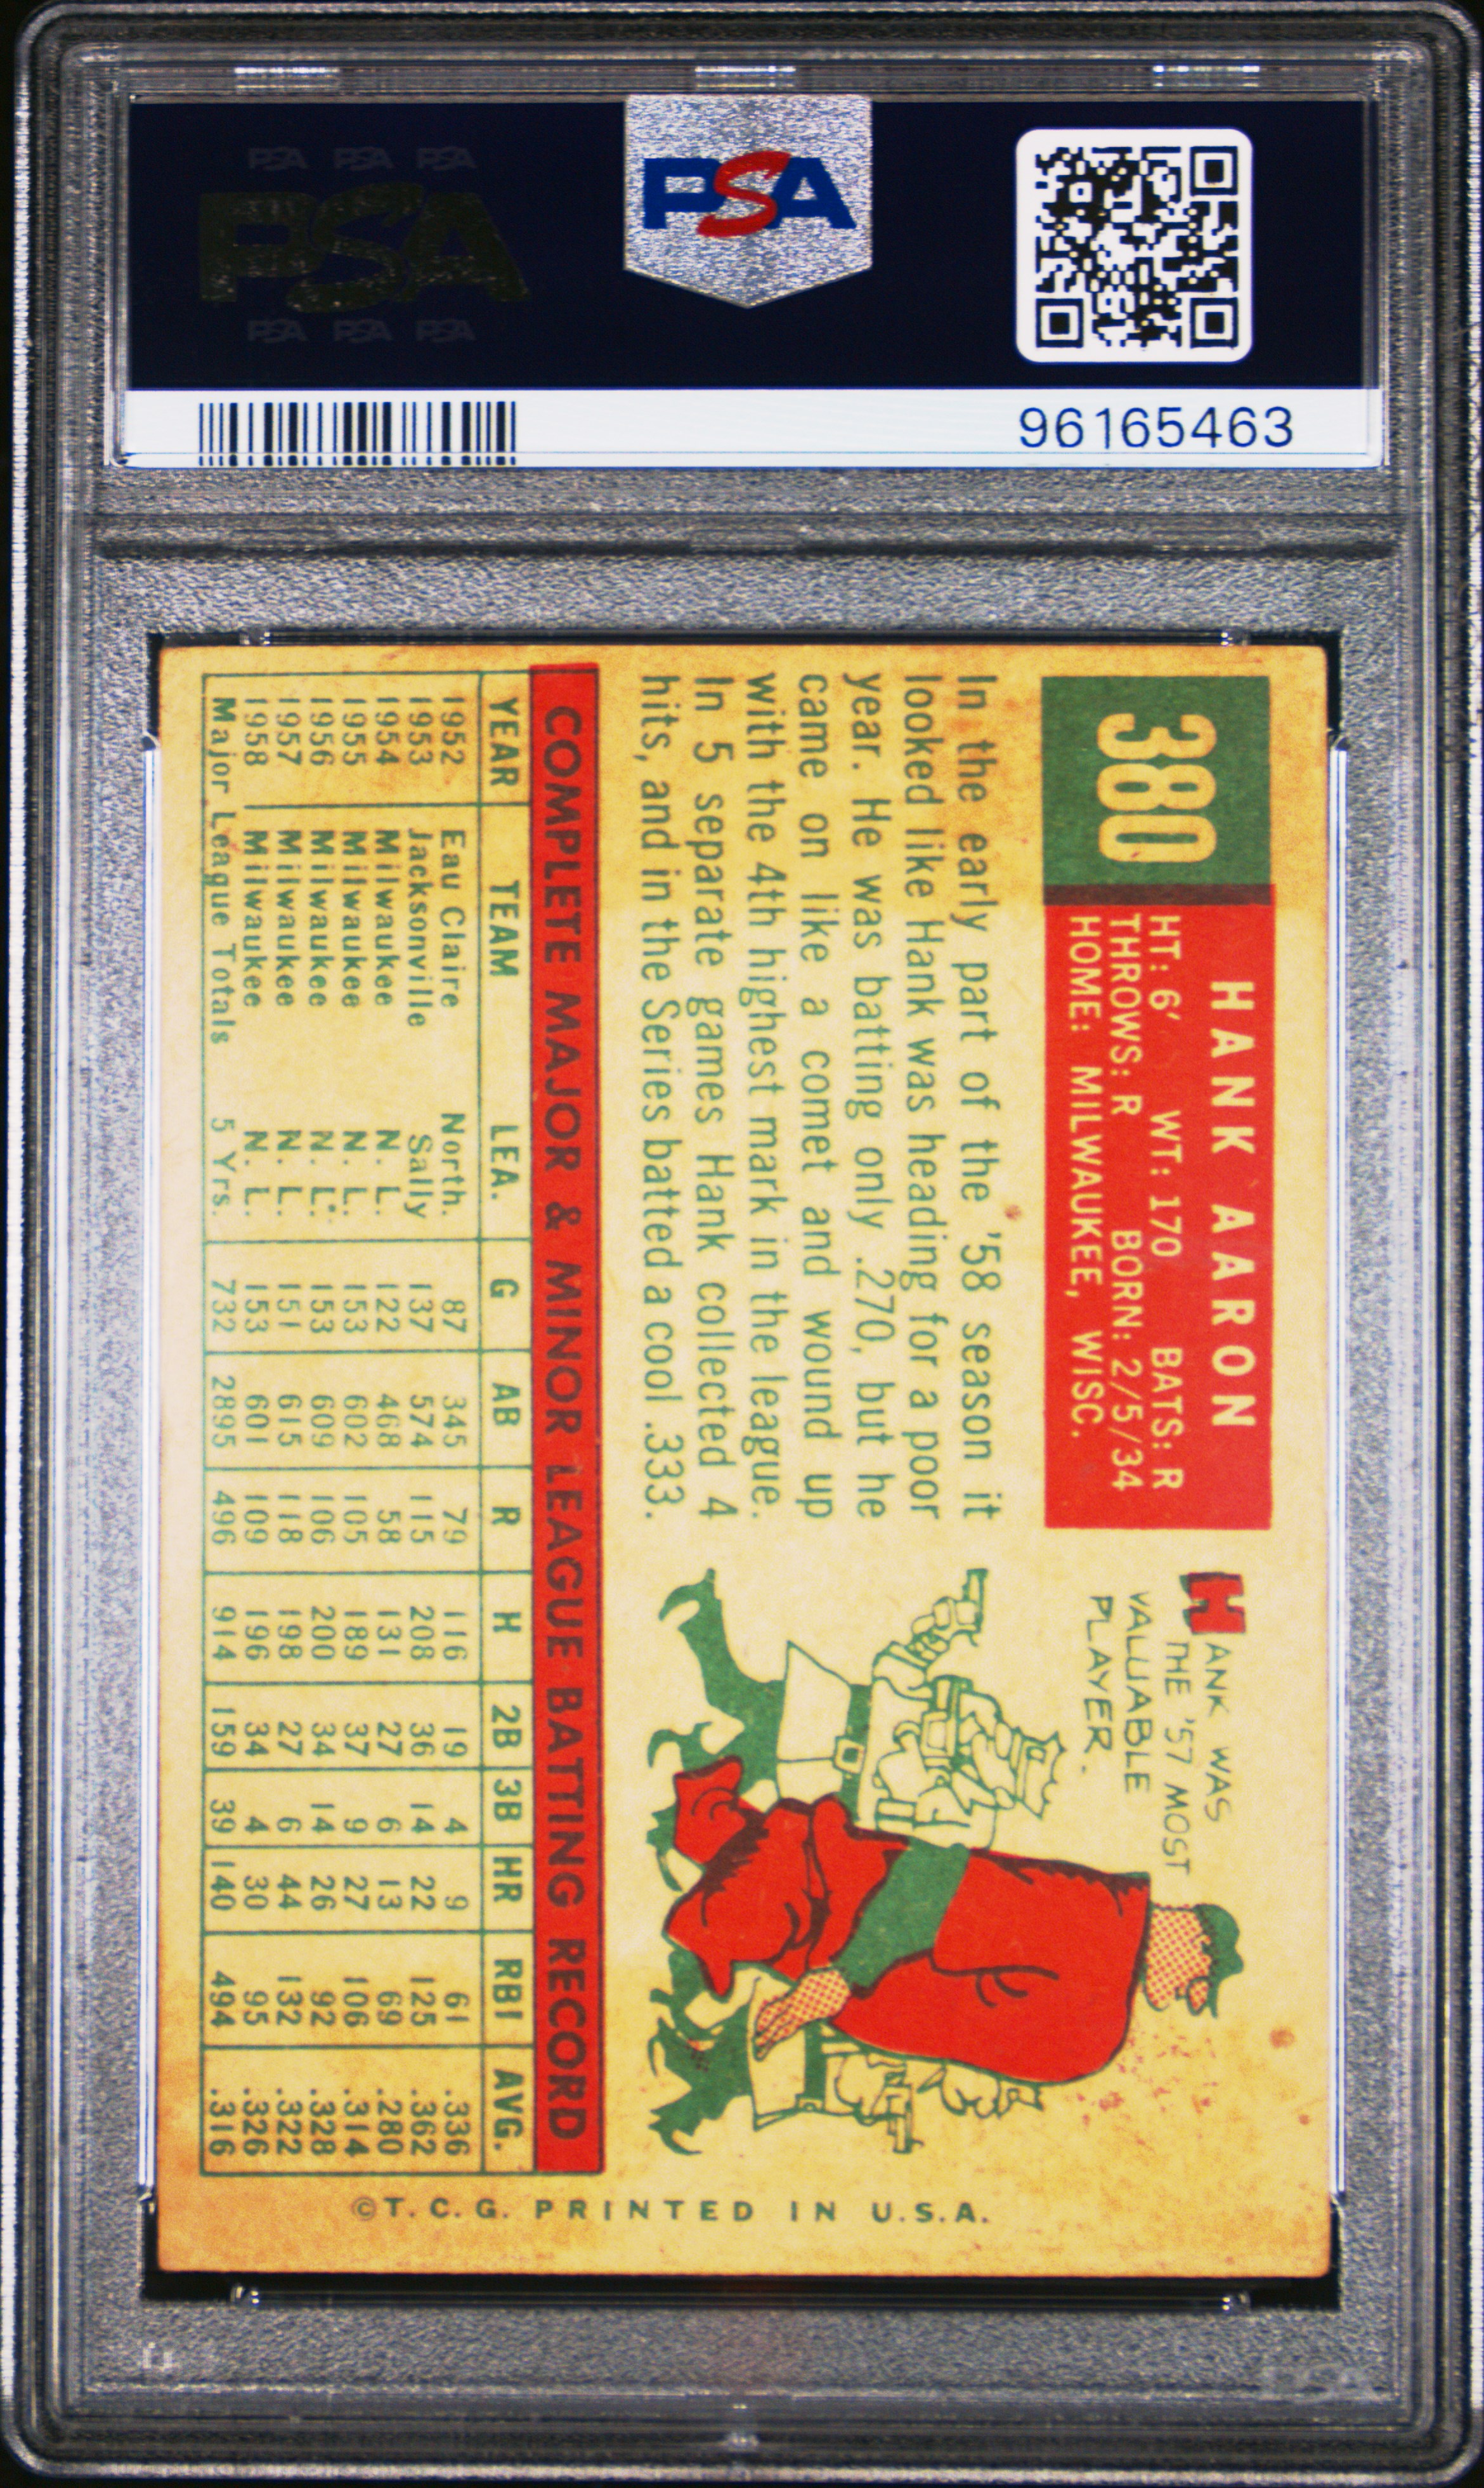 PSA PSA PSA
PSA
PSA PSA PSA
PSA
96165463
380
HANK AARON
HT: 6' WT: 170 BATS: R
THROWS: R BORN: 2/5/34
HOME: MILWAUKEE, WISC.
In the early part of the '58 season it
looked like Hank was heading for a poor
year. He was batting only .270, but he
came on like a comet and wound up
with the 4th highest mark in the league.
In 5 separate games Hank collected 4
hits, and in the Series batted a cool .333.
HANK WAS
THE '57 MOST
VALUABLE
PLAYER.
COMPLETE MAJOR & MINOR LEAGUE BATTING RECORD
YEAR TEAM LEA. G AB R H 2B 3B HR RBI AVG.
1952 Eau Claire North. 87 345 79 116 19 4 9 61 .336
1953 Jacksonville Sally 137 574 115 208 36 14 22 125 .362
1954 Milwaukee N. L. 122 468 58 131 27 6 13 69 .280
1955 Milwaukee N. L. 153 602 105 189 37 9 27 106 .314
1956 Milwaukee N. L. 153 609 106 200 34 14 26 92 .328
1957 Milwaukee N. L. 151 615 118 198 27 6 44 132 .322
1958 Milwaukee N. L. 153 601 109 196 34 4 30 95 .326
Major League Totals 5 Yrs. 732 2895 496 914 159 39 140 494 .316
©T.C.G. PRINTED IN U.S.A.
PSA